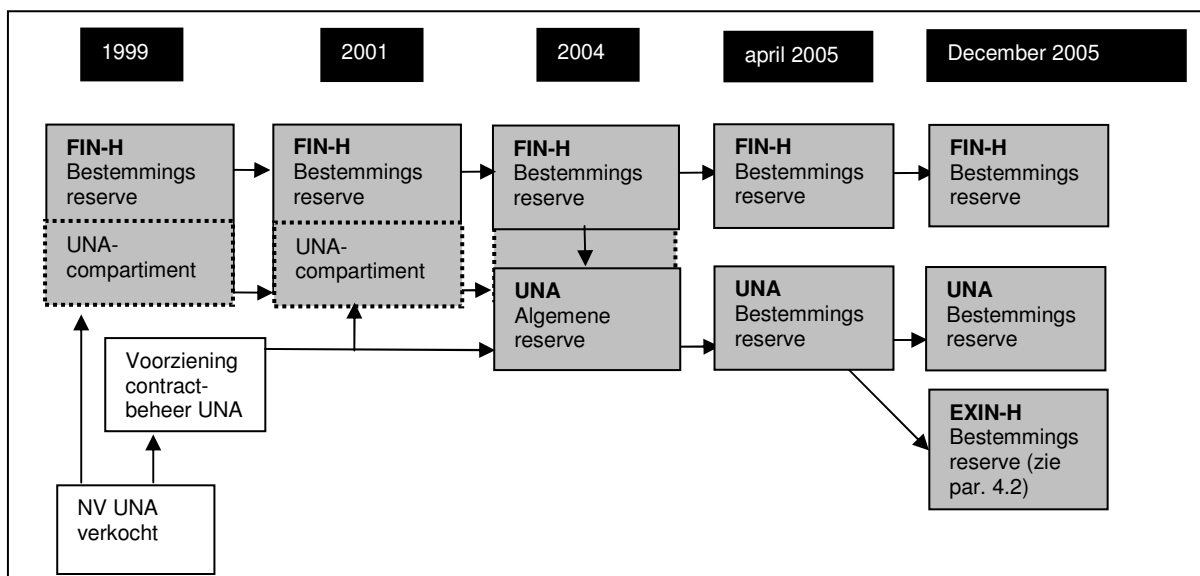 1999
2001
2004
april 2005
December 2005
FIN-H
Bestemmings
reserve
UNA-
compartiment
FIN-H
Bestemmings
reserve
UNA-
compartiment
FIN-H
Bestemmings
reserve
UNA
Algemene
reserve
FIN-H
Bestemmings
reserve
UNA
Bestemmings
reserve
FIN-H
Bestemmings
reserve
UNA
Bestemmings
reserve
EXIN-H
Bestemmings
reserve (zie
par. 4.2)
Voorziening
contract-
beheer UNA
NV UNA
verkocht